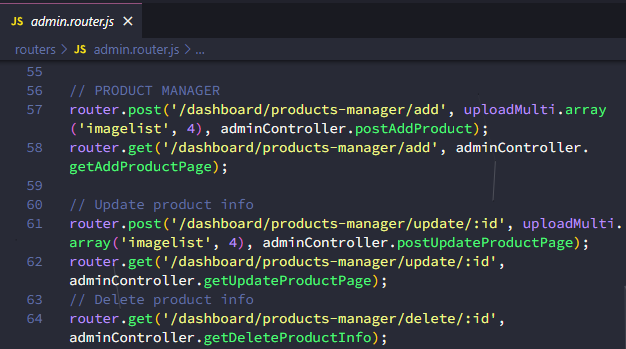 JS admin.router.js ×
routers > JS admin.router.js > ...
55
56 // PRODUCT MANAGER
57 router.post('/dashboard/products-manager/add', uploadMulti.array
('imagelist', 4), adminController.postAddProduct);
58 router.get('/dashboard/products-manager/add', adminController.
getAddProductPage);
59
60 // Update product info
61 router.post('/dashboard/products-manager/update/:id', uploadMulti.
array('imagelist', 4), adminController.postUpdateProductPage);
62 router.get('/dashboard/products-manager/update/:id',
adminController.getUpdateProductPage);
63 // Delete product info
64 router.get('/dashboard/products-manager/delete/:id',
adminController.getDeleteProductInfo);